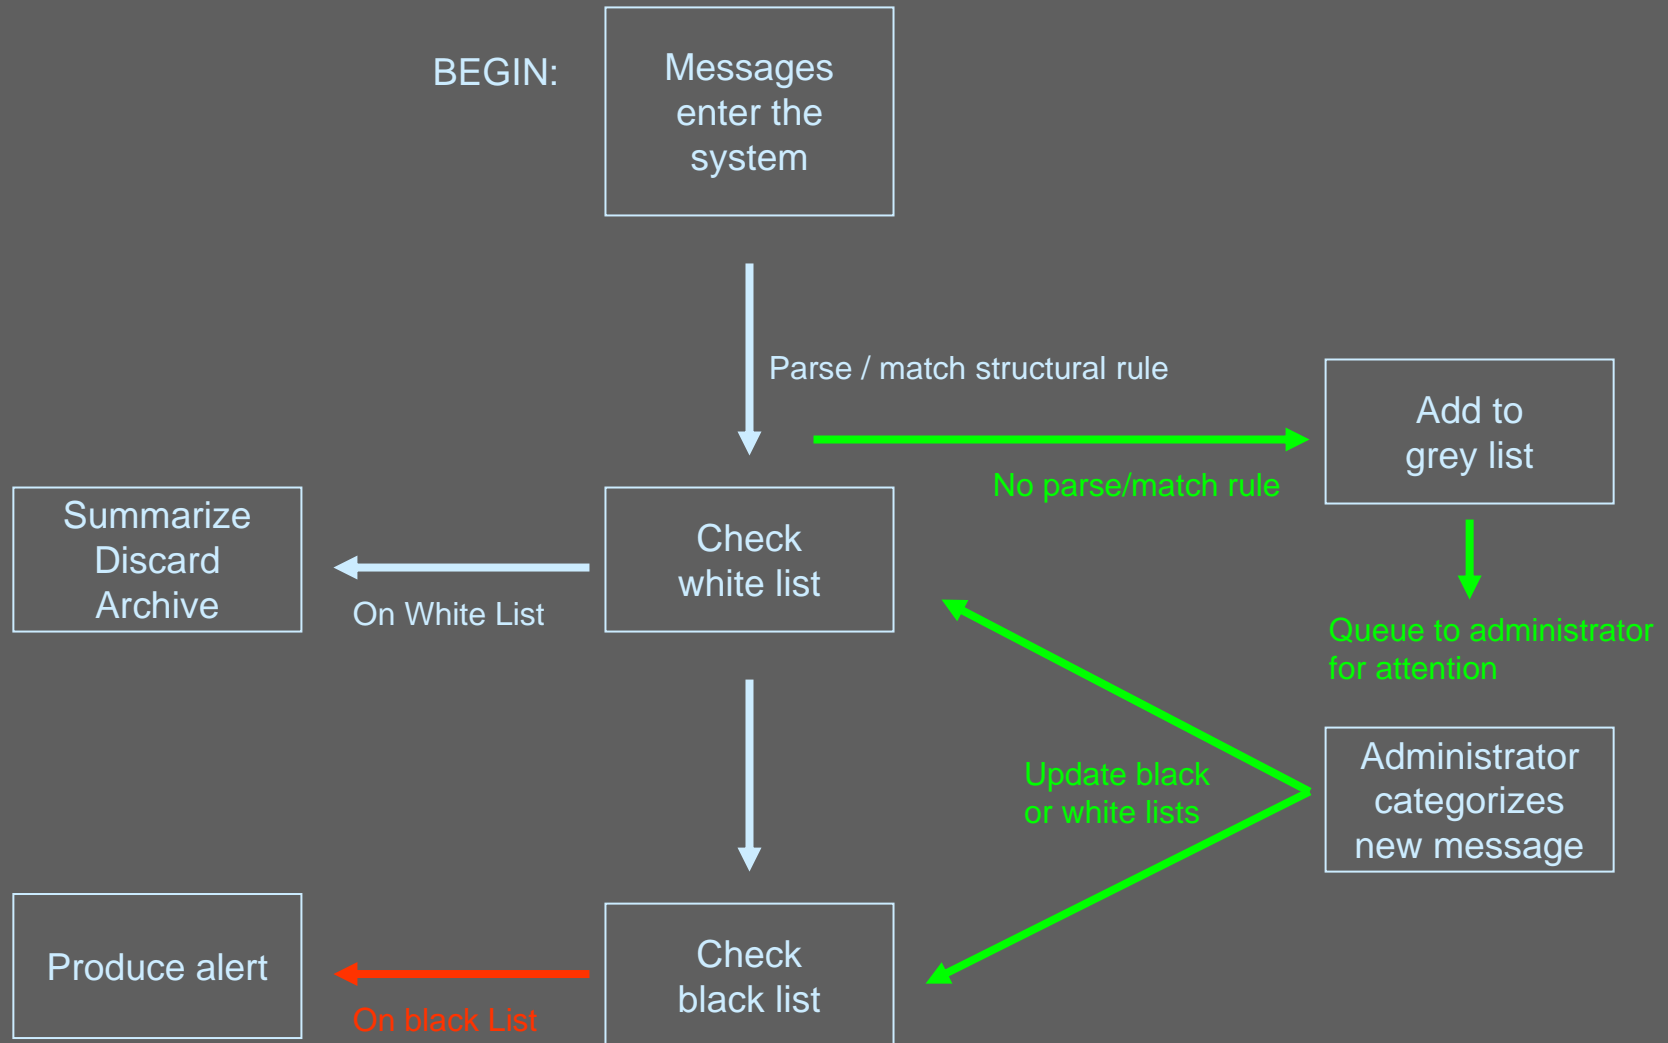 BEGIN:
Messages
enter the
system
Parse / match structural rule
Add to
grey list
No parse/match rule
Summarize
Discard
Archive
On White List
Check
white list
Queue to administrator
for attention
Update black
or white lists
Administrator
categorizes
new message
Produce alert
On black List
Check
black list